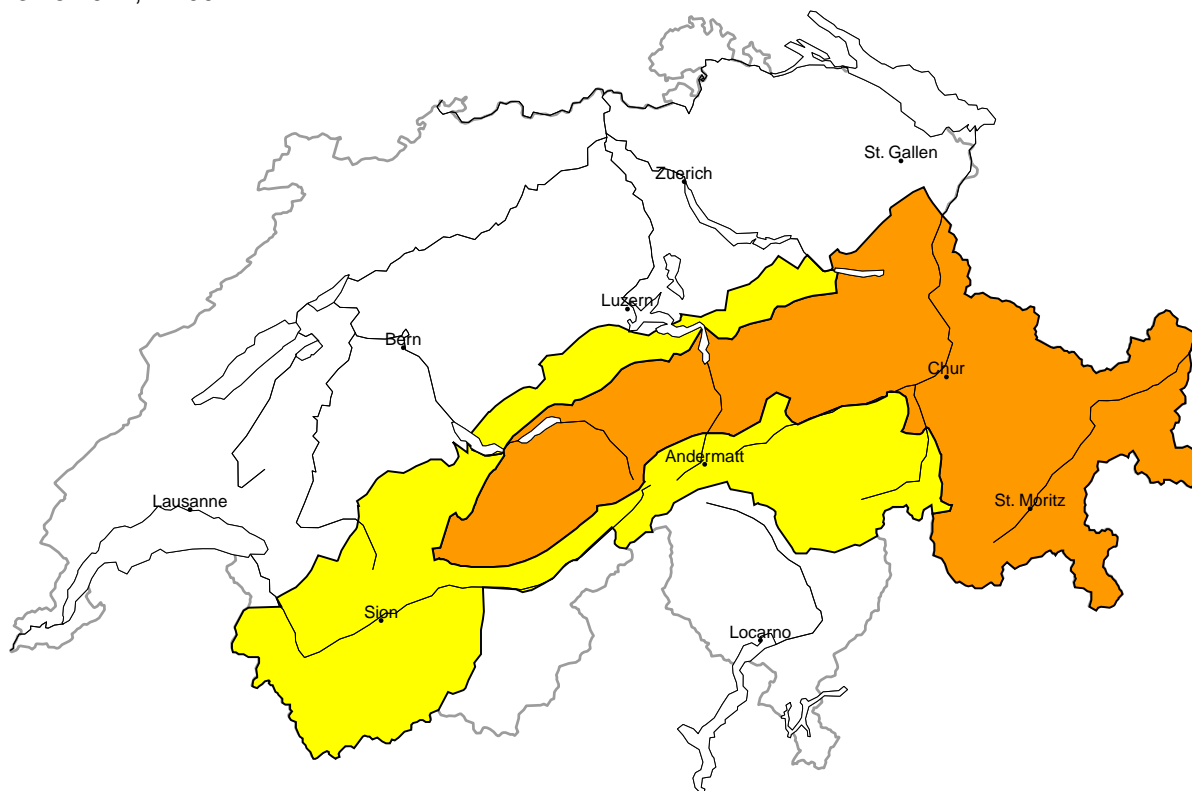 St. Gallen
Zuerich
Luzern
Bern
Chur
Andermatt
Lausanne
St. Moritz
Sion
Locarno